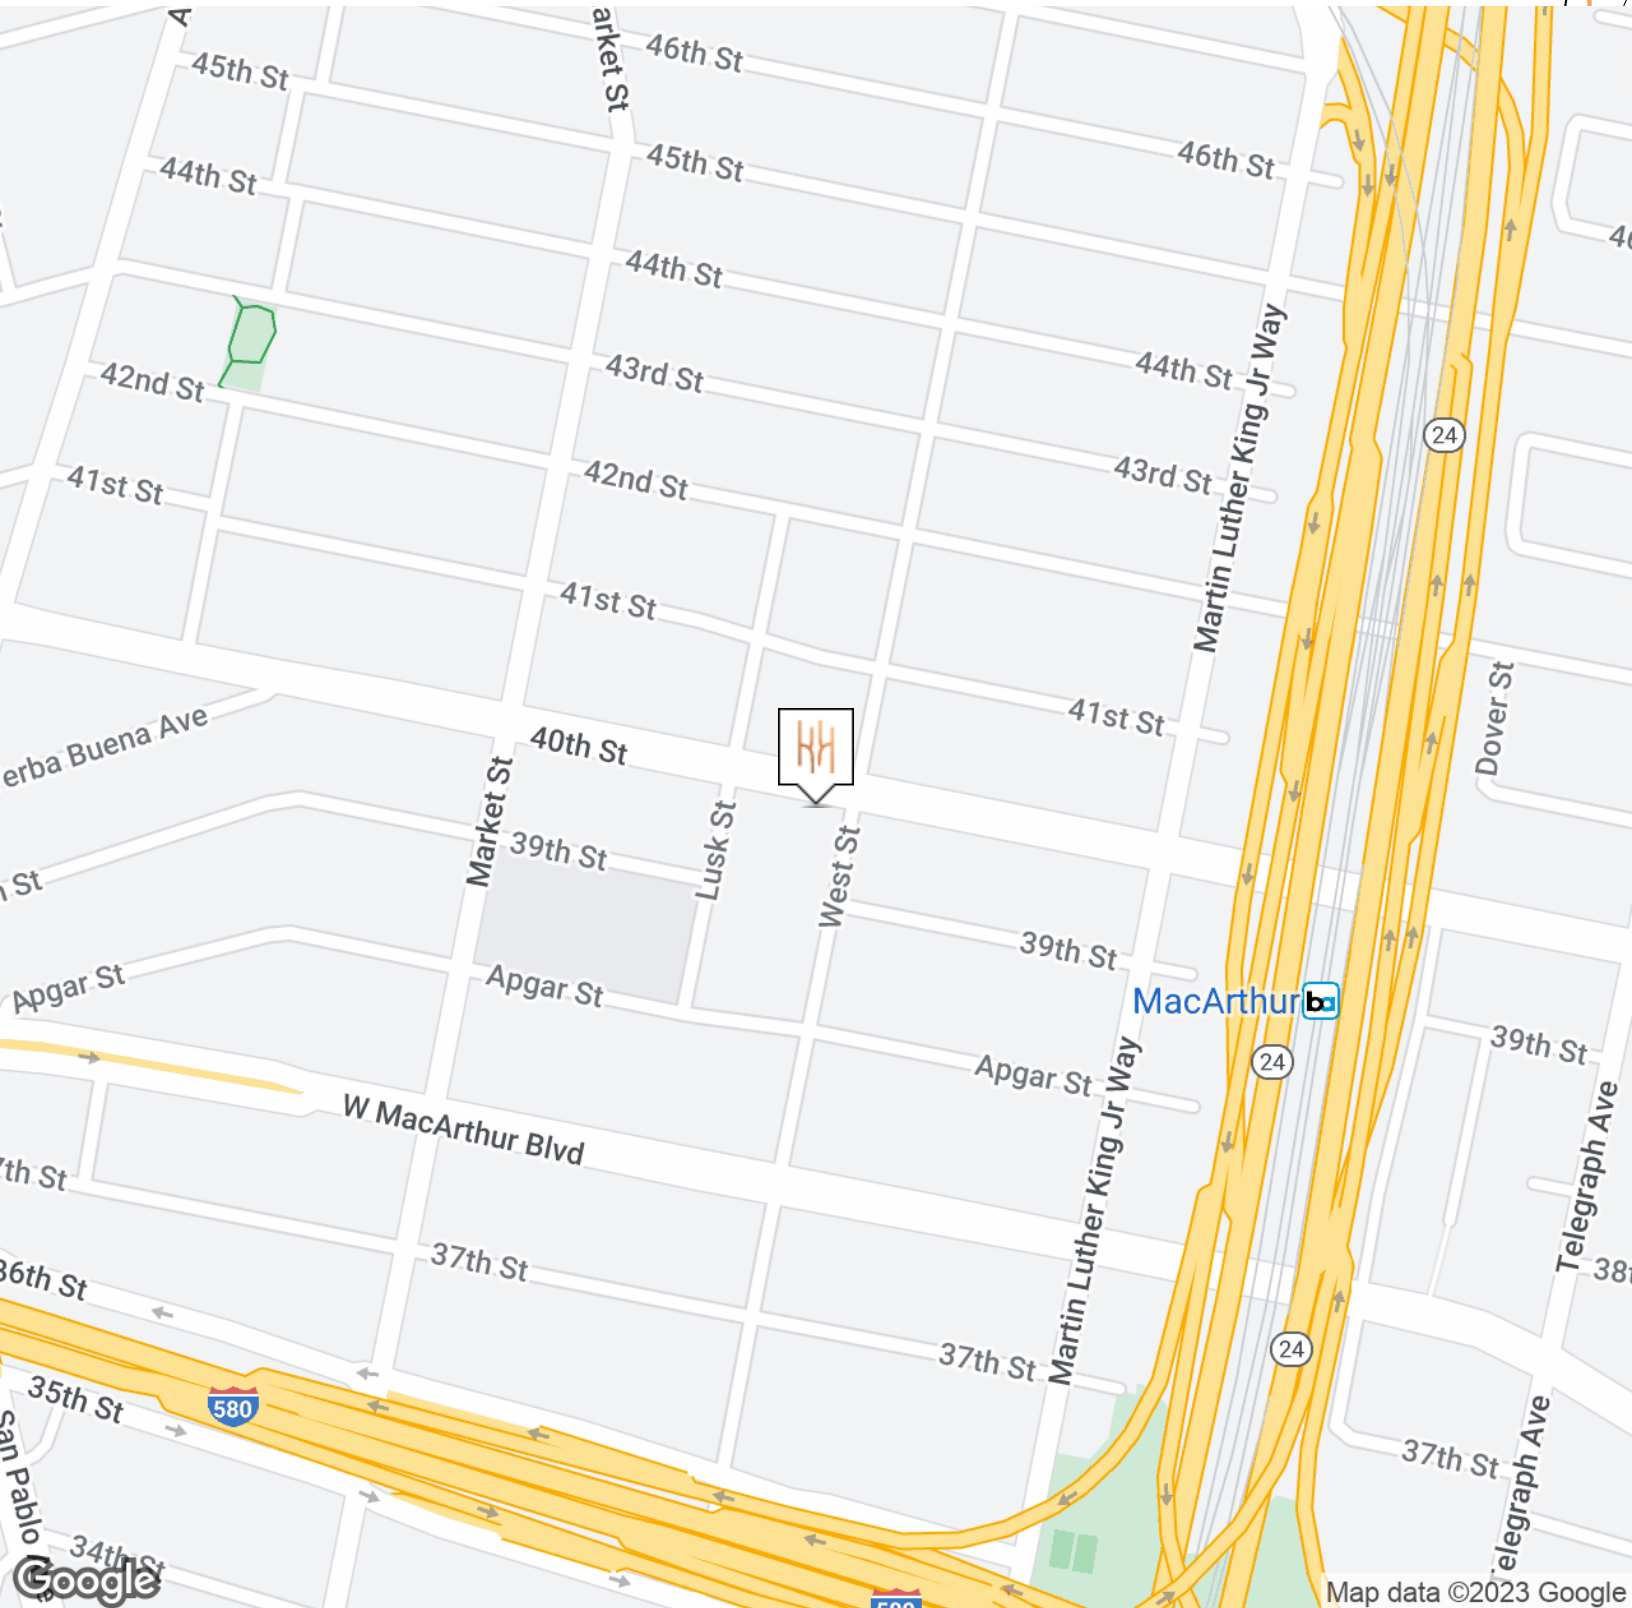 46th St
arket St
45th St
46th St
45th St
44th St
44th St
Martin Luther King Jr Way
44th St
42nd St
43rd St
24
43rd St
41st St
42nd St
41st St
Dover St
41st St
erba Buena Ave
40th St
Market St
Lusk St
39th St
West St
St
39th St
Apgar St
Apgar St
MacArthur
ba
39th St
24
Apgar St
Martin Luther King Jr Way
Telegraph Ave
W MacArthur Blvd
7th St
37th St
36th St
38t
24
37th St
35th St
580
Telegraph Ave
37th St
San Pablo Ave
34th St
Google
580
Map data ©2023 Google